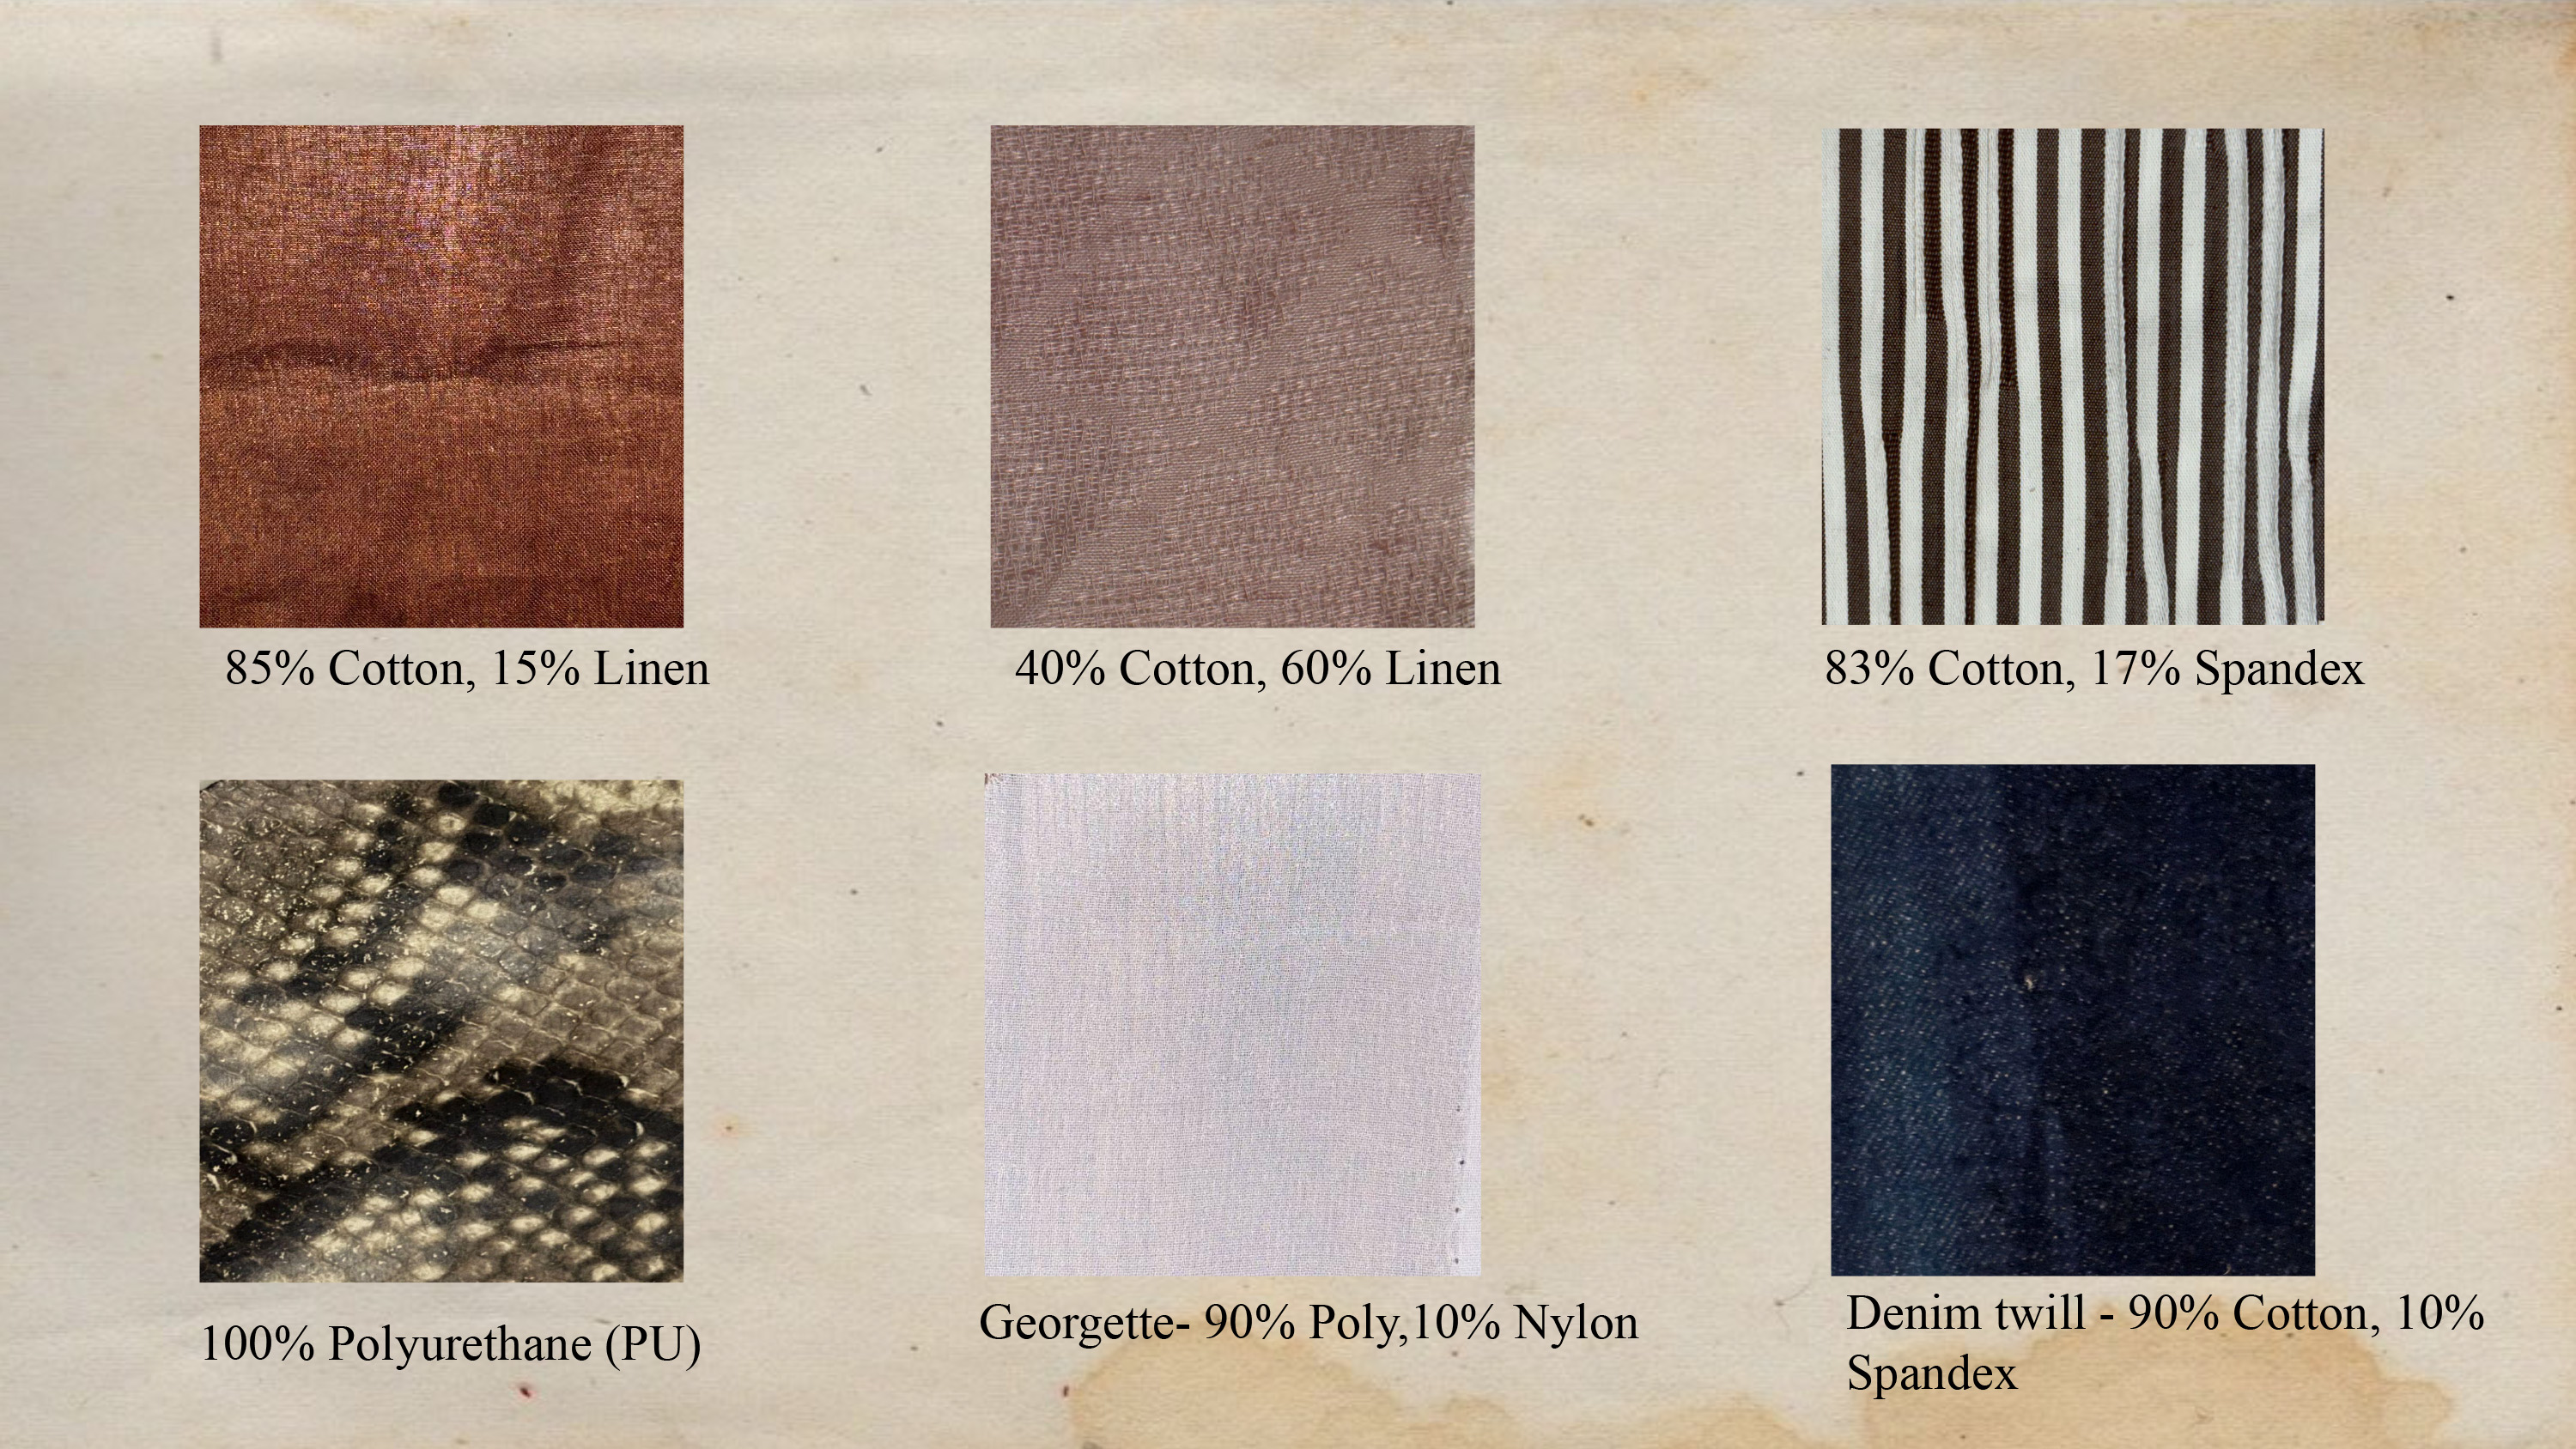 85% Cotton, 15% Linen
40% Cotton, 60% Linen
83% Cotton, 17% Spandex
100% Polyurethane (PU)
Georgette- 90% Poly,10% Nylon
Denim twill - 90% Cotton, 10%
Spandex